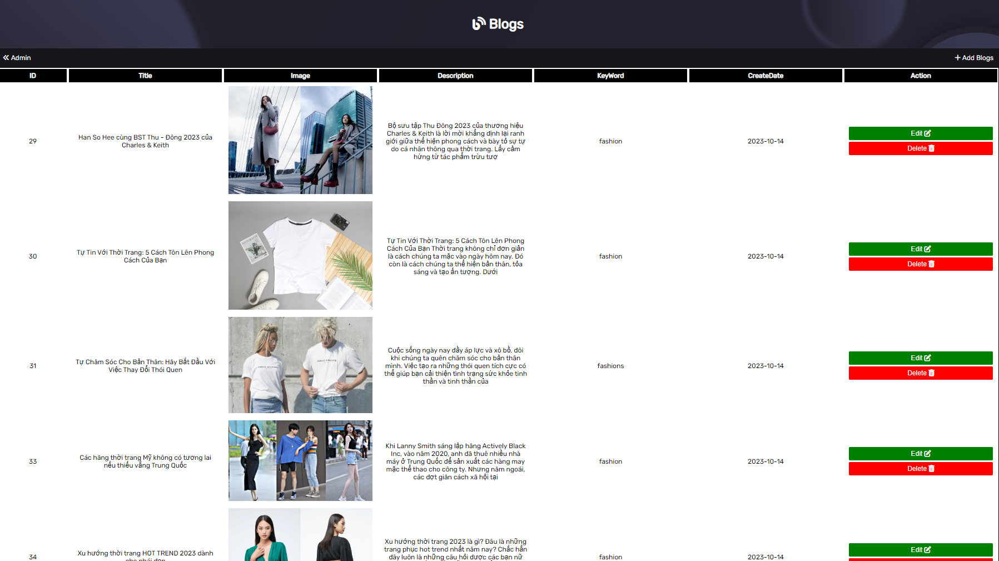 Blogs
Admin
Add Blogs
ID Title Image Description KeyWord CreateDate Action
29
Han So Hee cùng BST Thu - Đông 2023 của
Charles & Keith
Bộ sưu tập Thu Đông 2023 của thương hiệu
Charles & Keith là lời mời khẳng định lại ranh
giới giữa thể hiện phong cách và bày tỏ sự tự
do cá nhân thông qua thời trang. Lấy cảm
hứng từ tác phẩm trừu tượ
fashion
2023-10-14
Edit
Delete
30
Tự Tin Với Thời Trang: 5 Cách Tôn Lên Phong
Cách Của Bạn
Tự Tin Với Thời Trang: 5 Cách Tôn Lên Phong
Cách Của Bạn Thời trang không chỉ đơn giản
là cách chúng ta mặc vào ngày hôm nay. Đó
còn là cách chúng ta thể hiện bản thân, tỏa
sáng và tạo ấn tượng. Dưới
fashion
2023-10-14
Edit
Delete
31
Tự Chăm Sóc Cho Bản Thân: Hãy Bắt Đầu Với
Việc Thay Đổi Thói Quen
Cuộc sống ngày nay đầy áp lực và xô bồ, đôi
khi chúng ta quên chăm sóc cho bản thân
mình. Việc tạo ra những thói quen tích cực có
thể giúp bạn cải thiện tình trạng sức khỏe tinh
thần và tinh thần của
fashions
2023-10-14
Edit
Delete
33
Các hãng thời trang Mỹ không có tương lai
nếu thiếu vắng Trung Quốc
Khi Lanny Smith sáng lập hãng Actively Black
Inc, vào năm 2020, anh đã thuê nhiều nhà
máy ở Trung Quốc để sản xuất các hàng may
mặc thể thao cho công ty. Nhưng năm ngoái,
các đợt giãn cách xã hội tại
fashion
2023-10-14
Edit
Delete
34
Xu hướng thời trang HOT TREND 2023 dành
cho phái đẹp
Xu hướng thời trang 2023 là gì? Đâu là những
trang phục hot trend nhất năm nay? Chắc hẳn
đây luôn là những câu hỏi được các bạn nữ
fashion
2023-10-14
Edit